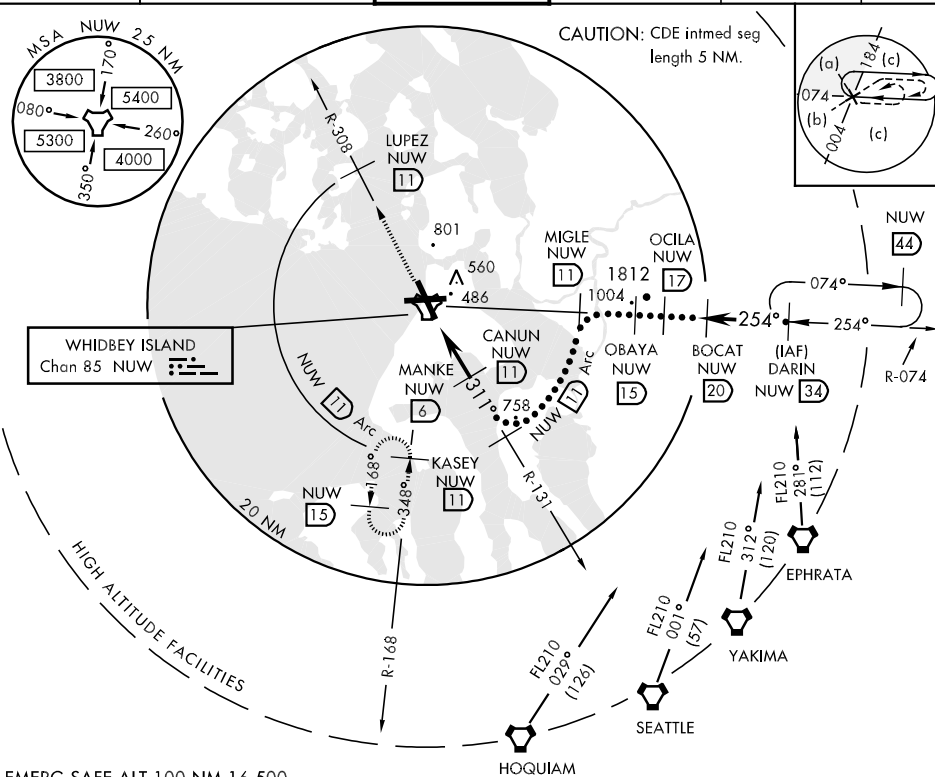 MSA NUW 25 NM
170°
3800
5400
080°
260°
5300
4000
350°
CAUTION: CDE intmed seg
length 5 NM.
(a)
184
(c)
074
(b)
004
(c)
R-308
LUPEZ
NUW
11
801
560
486
MIGLE
NUW
11
1004
1812
OCILA
NUW
17
NUW
44
074°
254°
254°
R-074
WHIDBEY ISLAND
Chan 85 NUW
CANUN
NUW
11
OBAYA
NUW
15
BOCAT
NUW
20
(IAF)
DARIN
NUW 34
MANKE
NUW
6
311°
758
NUW 11 Arc
NUW 11 Arc
KASEY
NUW
11
168°
348°
NUW
15
R-131
20 NM
R-168
HIGH ALTITUDE FACILITIES
FL210
281°
(112)
EPHRATA
FL210
312°
(120)
YAKIMA
FL210
001°
(57)
SEATTLE
FL210
029°
(126)
HOQUIAM
EMERG SAFE ALT 100 NM 16,500